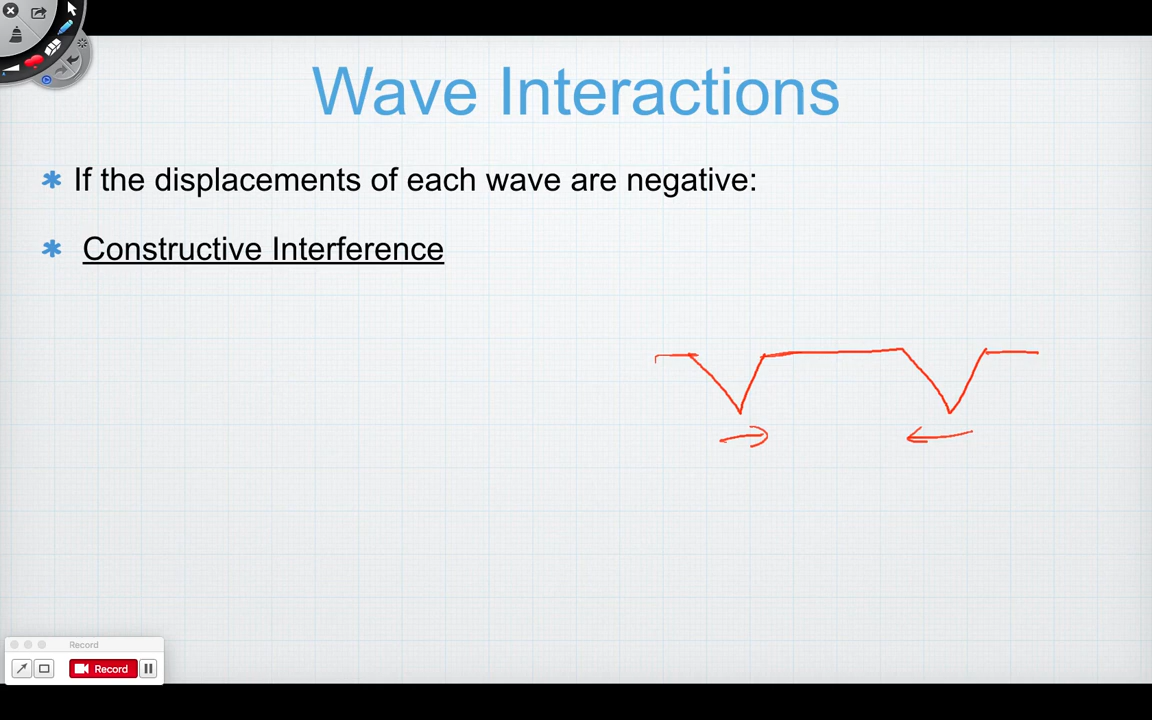 Wave Interactions
If the displacements of each wave are negative:
Constructive Interference
Record
Record